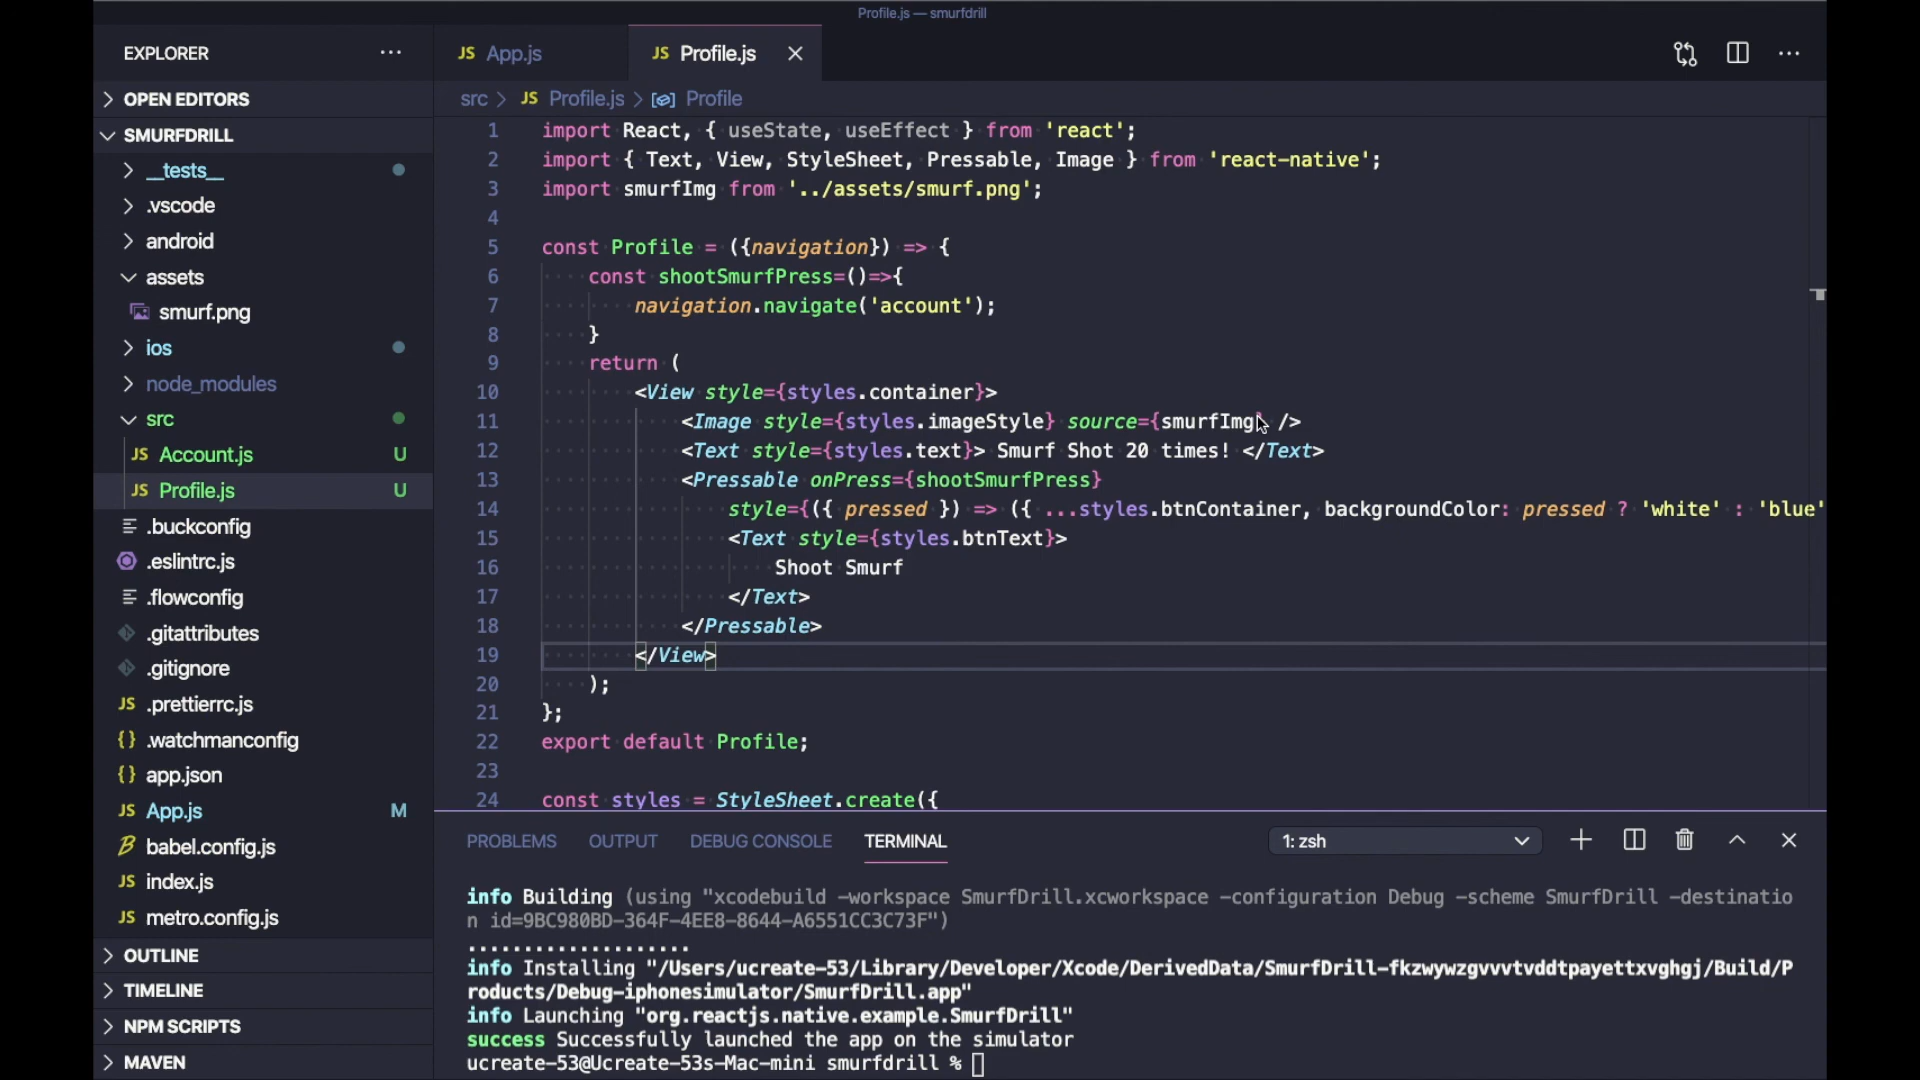 Profile.js — smurfdrill
EXPLORER
OPEN EDITORS
SMURFDRILL
__tests__
.vscode
android
assets
smurf.png
ios
node_modules
src
JS Account.js U
JS Profile.js U
.buckconfig
.eslintrc.js
.flowconfig
.gitattributes
.gitignore
JS .prettierrc.js
{} .watchmanconfig
{} app.json
JS App.js M
babel.config.js
JS index.js
JS metro.config.js
OUTLINE
TIMELINE
NPM SCRIPTS
MAVEN
JS App.js JS Profile.js
src > JS Profile.js > Profile
1 import React, { useState, useEffect } from 'react';
2 import { Text, View, StyleSheet, Pressable, Image } from 'react-native';
3 import smurfImg from '../assets/smurf.png';
4
5 const Profile = ({navigation}) => {
6 const shootSmurfPress=()=>{
7 navigation.navigate('account');
8 }
9 return (
10 <View style={styles.container}>
11 <Image style={styles.imageStyle} source={smurfImg} />
12 <Text style={styles.text}> Smurf Shot 20 times! </Text>
13 <Pressable onPress={shootSmurfPress}
14 style={({ pressed }) => ({ ...styles.btnContainer, backgroundColor: pressed ? 'white' : 'blue'
15 <Text style={styles.btnText}>
16 Shoot Smurf
17 </Text>
18 </Pressable>
19 </View>
20 );
21 };
22 export default Profile;
23
24 const styles = StyleSheet.create({
PROBLEMS OUTPUT DEBUG CONSOLE TERMINAL 1: zsh
info Building (using "xcodebuild -workspace SmurfDrill.xcworkspace -configuration Debug -scheme SmurfDrill -destinatio
n id=9BC980BD-364F-4EE8-8644-A6551CC3C73F")
....................
info Installing "/Users/ucreate-53/Library/Developer/Xcode/DerivedData/SmurfDrill-fkzwywzgvvvtvddtpayettxvghgj/Build/P
roducts/Debug-iphonesimulator/SmurfDrill.app"
info Launching "org.reactjs.native.example.SmurfDrill"
success Successfully launched the app on the simulator
ucreate-53@Ucreate-53s-Mac-mini smurfdrill %